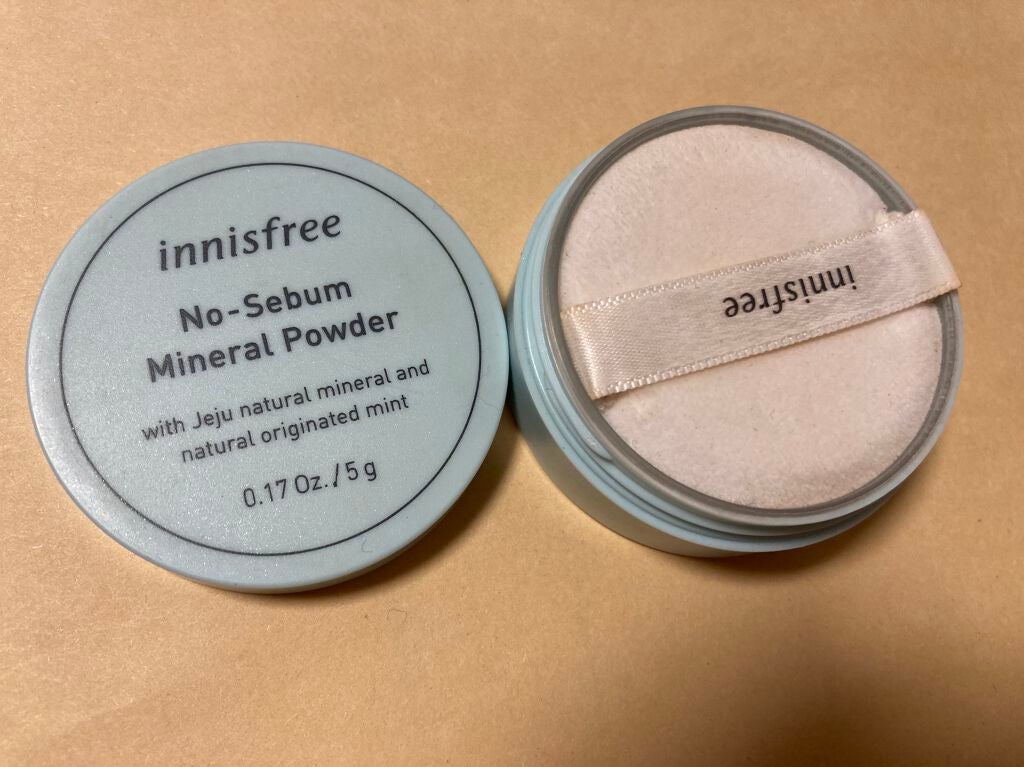 innisfree
No-Sebum
Mineral Powder
with Jeju natural mineral and
natural originated mint
0.17 Oz./5 g
innisfree